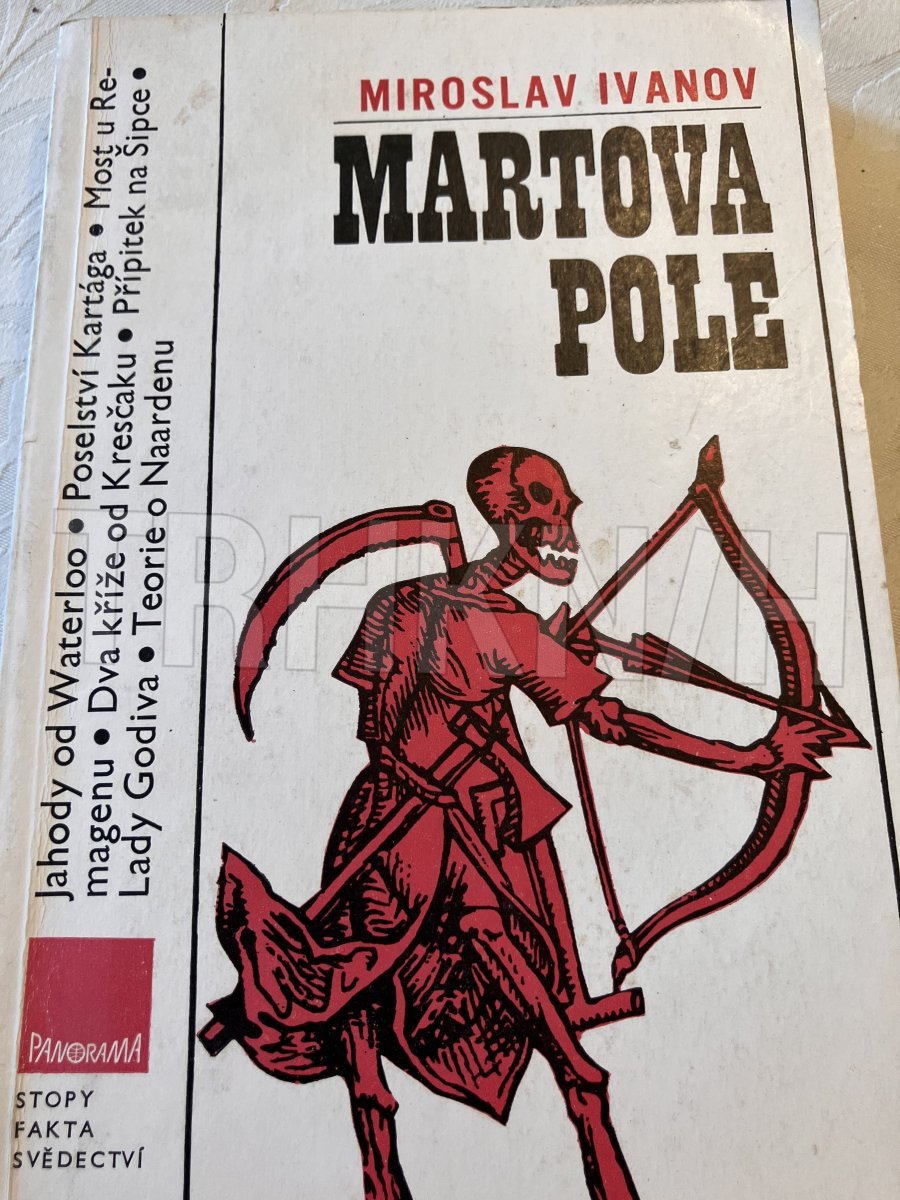 MIROSLAV IVANOV
MARTOVA
POLE
Jahody od Waterloo • Poselství Kartága • Most u Re-
magenu • Dva kříže od Kresčaku • Přípitek na Šipce •
Lady Godiva • Teorie o Naardenu
PANORAMA
STOPY
FAKTA
SVĚDECTVÍ
TRHKNIH